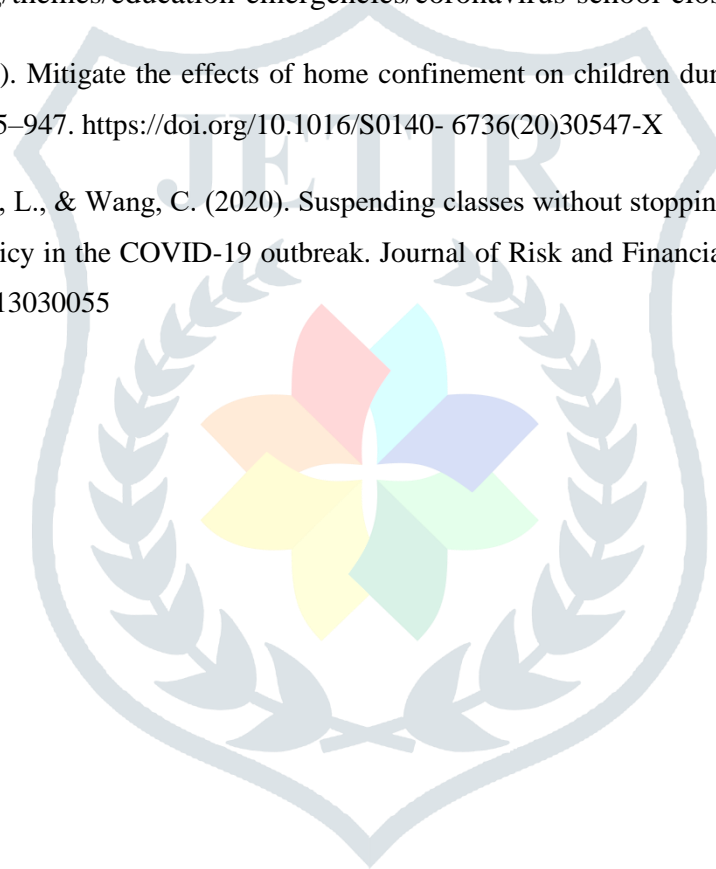 g/themes/education-emergencies/coronavirus-school-clos
). Mitigate the effects of home confinement on children dur
5–947. https://doi.org/10.1016/S0140- 6736(20)30547-X
JETIR
, L., & Wang, C. (2020). Suspending classes without stoppin
icy in the COVID-19 outbreak. Journal of Risk and Financia
13030055